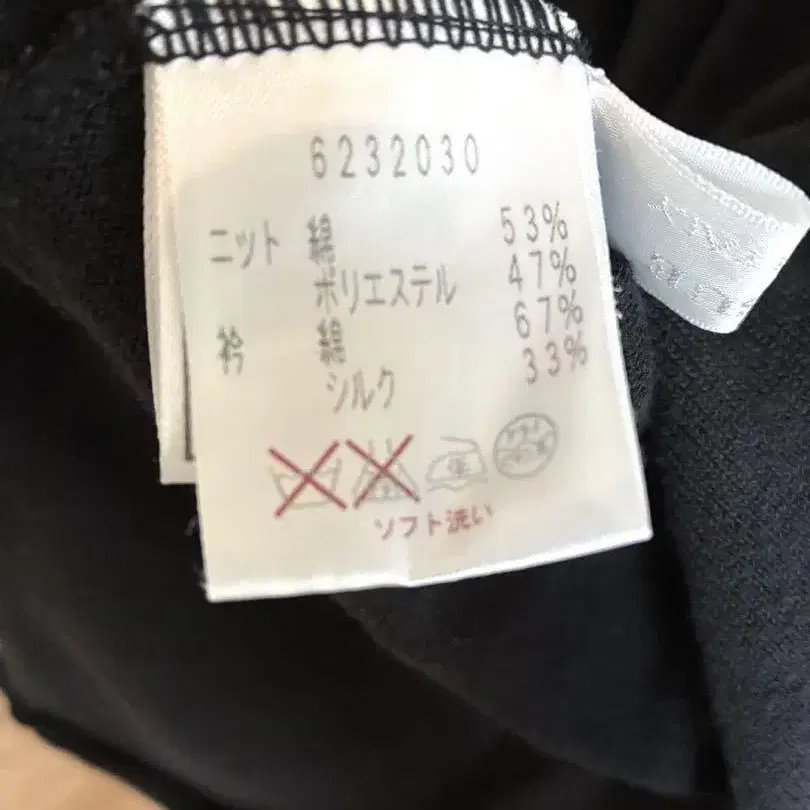 6232030
ニット 綿 53%
ポリエステル 47%
衿 綿 67%
シルク 33%
中
ソフト洗い